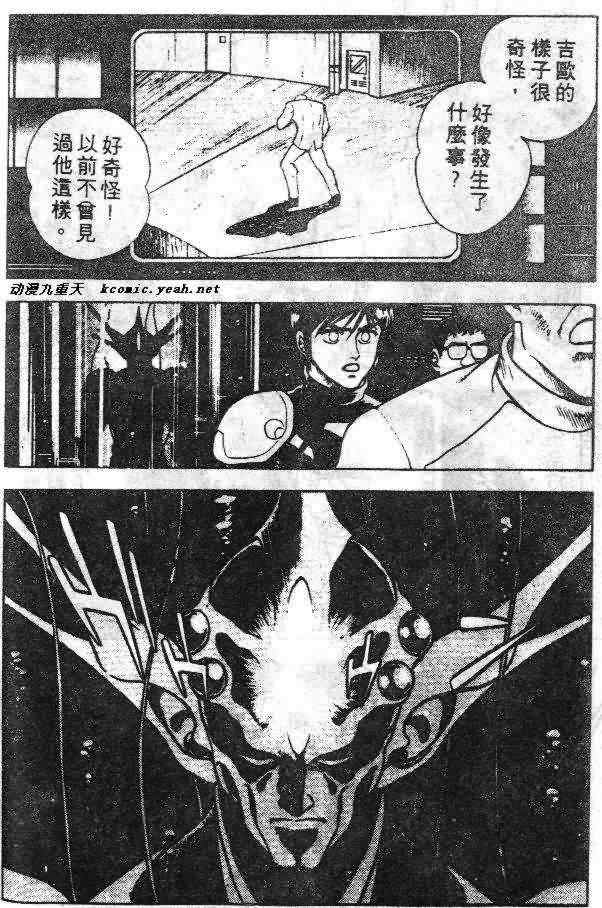 吉歐的
樣子很
奇怪，
好像發生了
什麼事？
好奇怪！
以前不曾見
過他這樣。
动漫九重天 kcomic.yeah.net